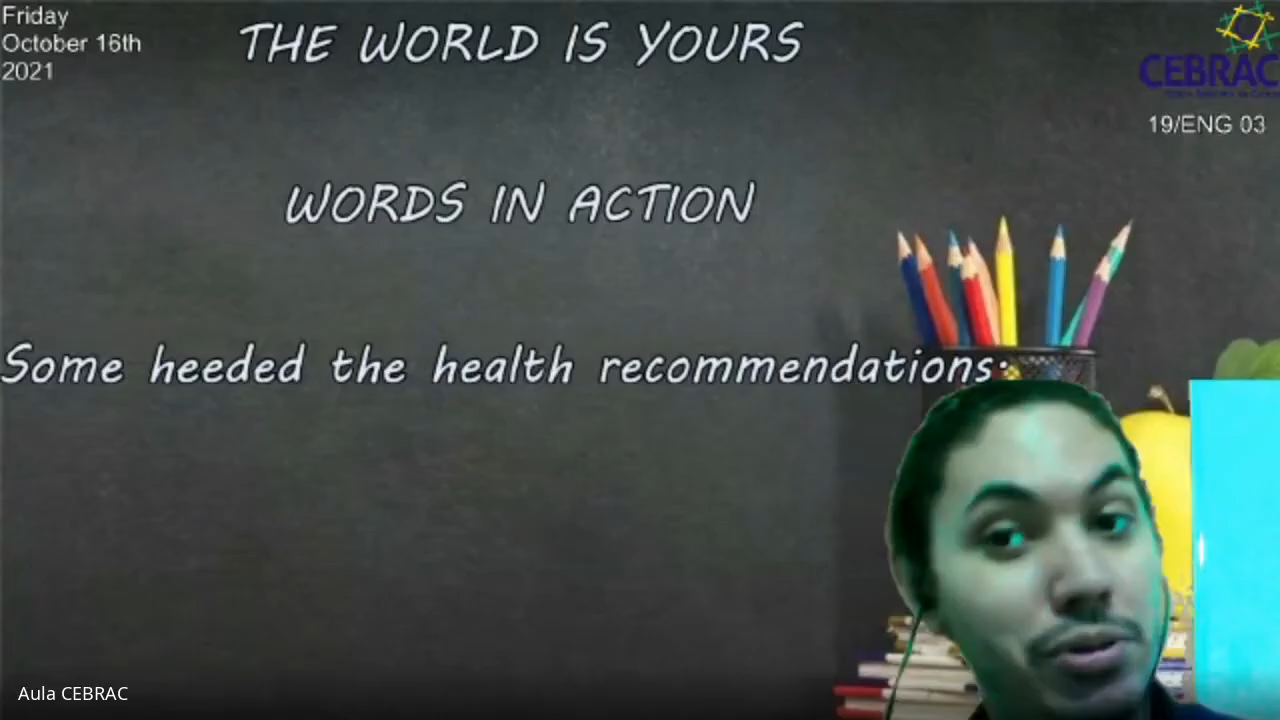 Friday
October 16th
2021
THE WORLD IS YOURS
CEBRAC
19/ENG 03
WORDS IN ACTION
Some heeded the health recommendations.
Aula CEBRAC